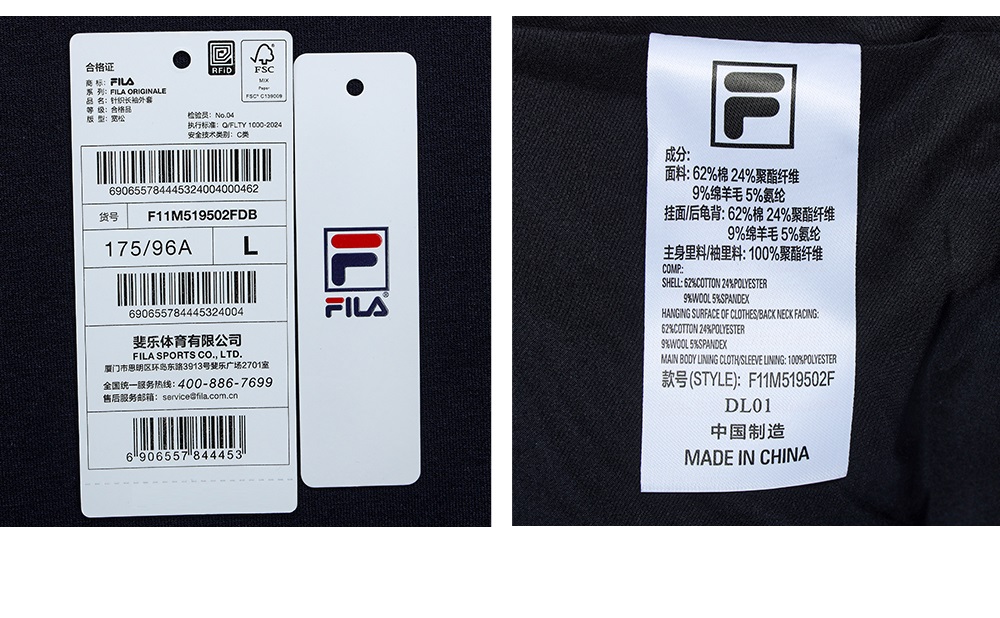 合格证
商 标: FILA
系 列: FILA ORIGINALE
品 名: 针织长袖外套
等 级: 合格品
版 型: 宽松
RFID
FSC
MIX
Paper
FSC® C139009
检验员: No.04
执行标准: Q/FLTY 1000-2024
安全技术类别: C类
690655784445324004000462
货号 F11M519502FDB
175/96A L
690655784445324004
斐乐体育有限公司
FILA SPORTS CO., LTD.
厦门市思明区环岛东路3913号斐乐广场2701室
全国统一服务热线: 400-886-7699
售后服务邮箱: service@fila.com.cn
6 906557 844453
FILA®
成分:
面料: 62%棉 24%聚酯纤维
9%绵羊毛 5%氨纶
挂面/后龟背: 62%棉 24%聚酯纤维
9%绵羊毛 5%氨纶
主身里料/袖里料: 100%聚酯纤维
COMP.:
SHELL: 62%COTTON 24%POLYESTER
9%WOOL 5%SPANDEX
HANGING SURFACE OF CLOTHES/BACK NECK FACING:
62%COTTON 24%POLYESTER
9%WOOL 5%SPANDEX
MAIN BODY LINING CLOTH/SLEEVE LINING: 100%POLYESTER
款号(STYLE): F11M519502F
DL01
中国制造
MADE IN CHINA